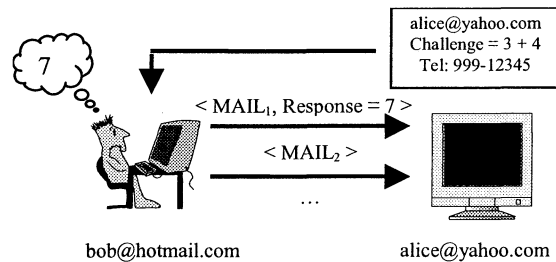 alice@yahoo.com
Challenge = 3 + 4
Tel: 999-12345
7
< MAIL₁, Response = 7 >
< MAIL₂ >
...
bob@hotmail.com
alice@yahoo.com